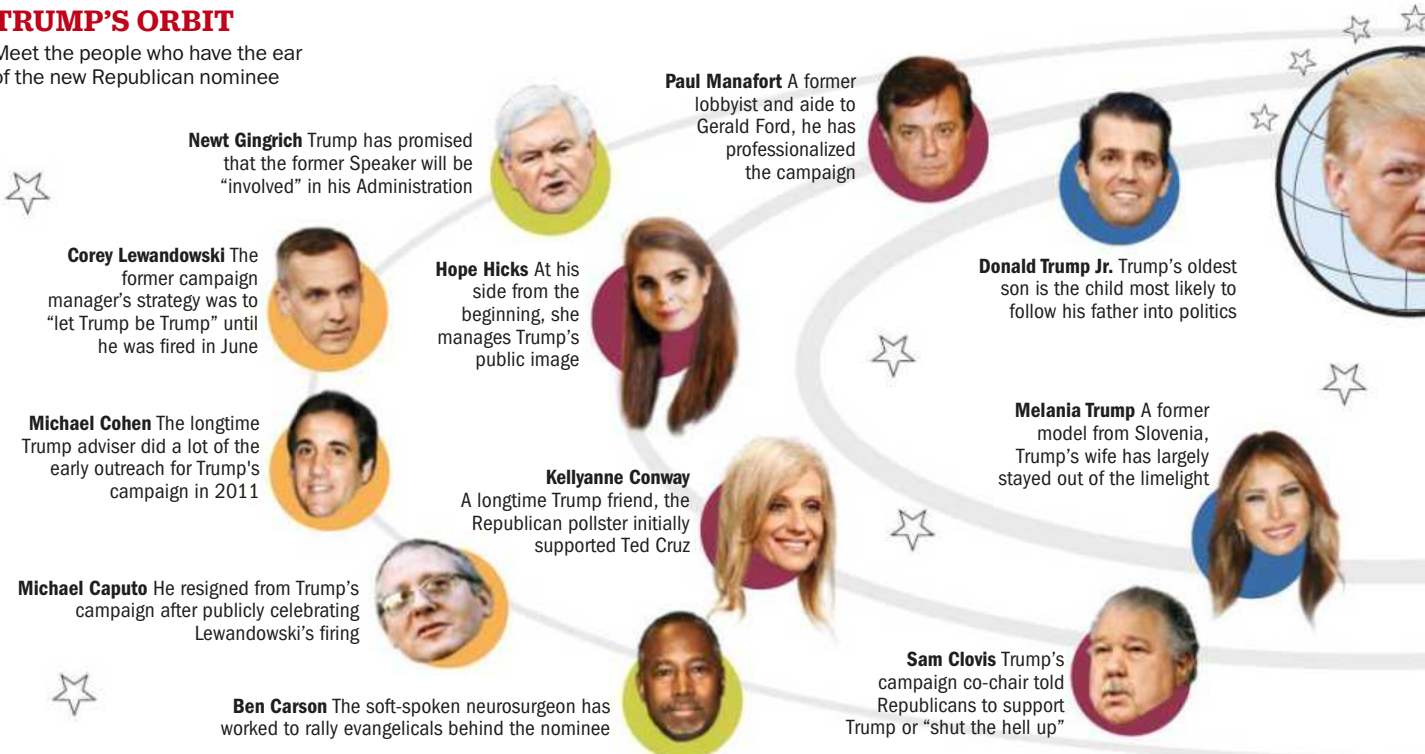 TRUMP'S ORBIT
Meet the people who have the ear
of the new Republican nominee
Newt Gingrich Trump has promised
that the former Speaker will be
“involved” in his Administration
Paul Manafort A former
lobbyist and aide to
Gerald Ford, he has
professionalized
the campaign
Corey Lewandowski The
former campaign
manager’s strategy was to
“let Trump be Trump” until
he was fired in June
Hope Hicks At his
side from the
beginning, she
manages Trump’s
public image
Donald Trump Jr. Trump’s oldest
son is the child most likely to
follow his father into politics
Michael Cohen The longtime
Trump adviser did a lot of the
early outreach for Trump's
campaign in 2011
Kellyanne Conway
A longtime Trump friend, the
Republican pollster initially
supported Ted Cruz
Melania Trump A former
model from Slovenia,
Trump’s wife has largely
stayed out of the limelight
Michael Caputo He resigned from Trump’s
campaign after publicly celebrating
Lewandowski’s firing
Ben Carson The soft-spoken neurosurgeon has
worked to rally evangelicals behind the nominee
Sam Clovis Trump’s
campaign co-chair told
Republicans to support
Trump or “shut the hell up”